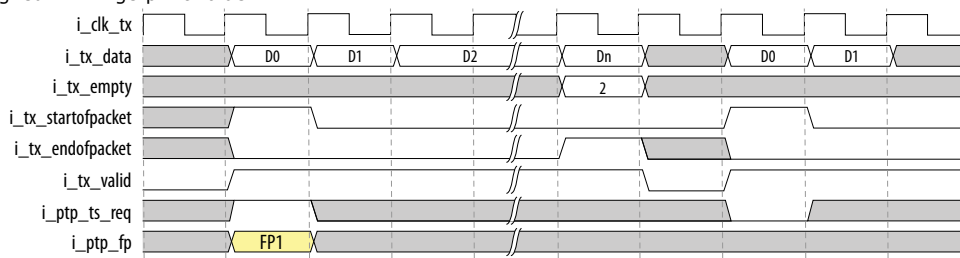 i_clk_tx
i_tx_data D0 D1 D2 Dn D0 D1
i_tx_empty 2
i_tx_startofpacket
i_tx_endofpacket
i_tx_valid
i_ptp_ts_req
i_ptp_fp FP1